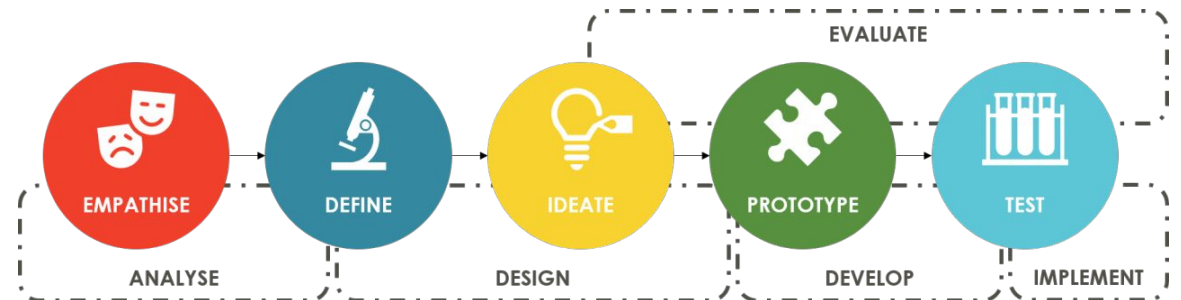 EVALUATE
EMPATHISE
DEFINE
IDEATE
PROTOTYPE
TEST
ANALYSE
DESIGN
DEVELOP
IMPLEMENT